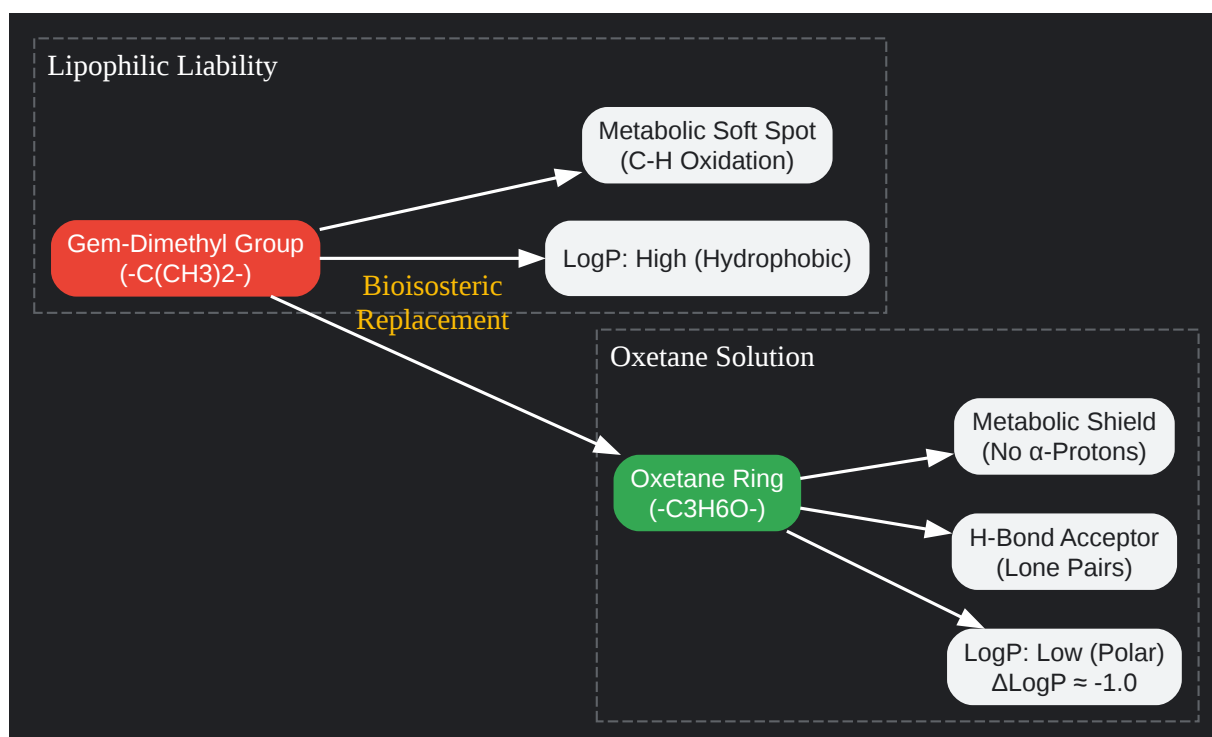 Lipophilic Liability
Metabolic Soft Spot
(C-H Oxidation)
Gem-Dimethyl Group
(-C(CH3)2-)
LogP: High (Hydrophobic)
Bioisosteric
Replacement
Oxetane Solution
Metabolic Shield
(No α-Protons)
Oxetane Ring
(-C3H6O-)
H-Bond Acceptor
(Lone Pairs)
LogP: Low (Polar)
ΔLogP ≈ -1.0